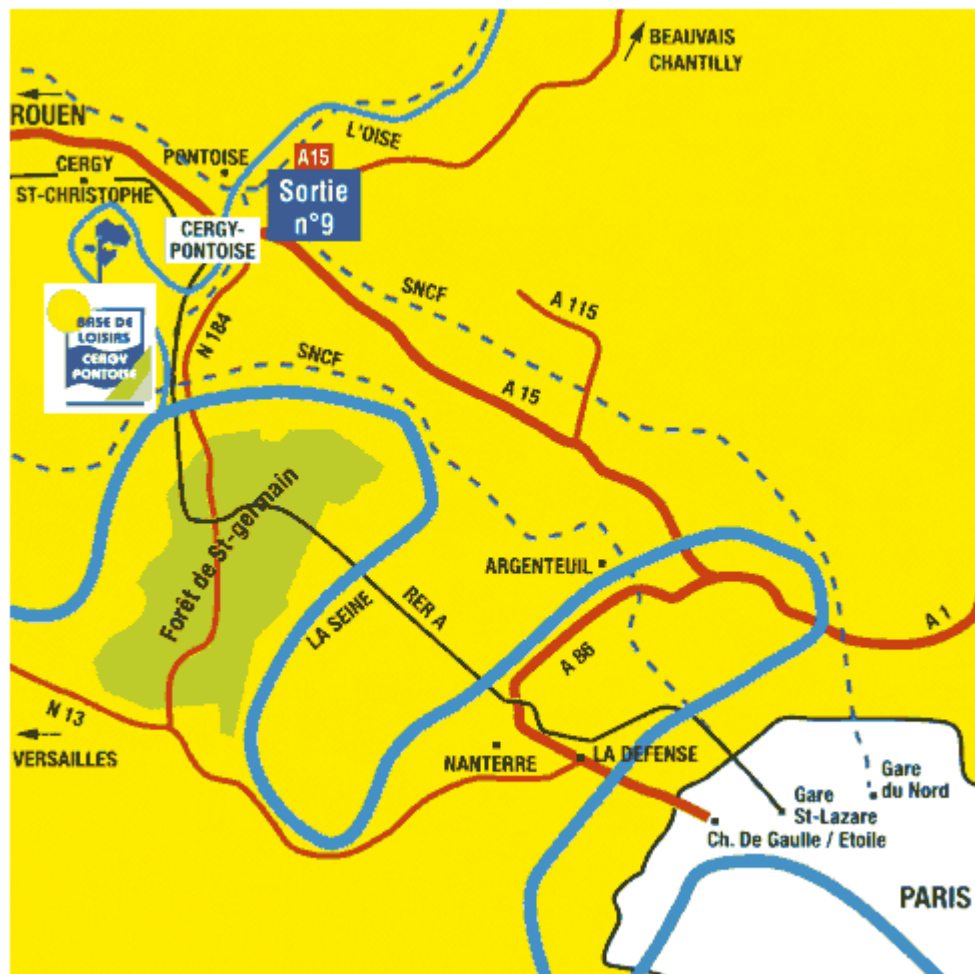 BEAUVAIS
CHANTILLY
ROUEN
L'OISE
CERGY
ST-CHRISTOPHE
PONTOISE
A15
Sortie
n°9
CERGY-
PONTOISE
SNCF
A 115
BASE DE
LOISIRS
CERGY
PONTOISE
N 184
SNCF
A 15
Forêt de St-germain
ARGENTEUIL
LA SEINE
RER A
A 86
A 1
N 13
VERSAILLES
NANTERRE
LA DEFENSE
Gare
du Nord
Gare
St-Lazare
Ch. De Gaulle / Etoile
PARIS